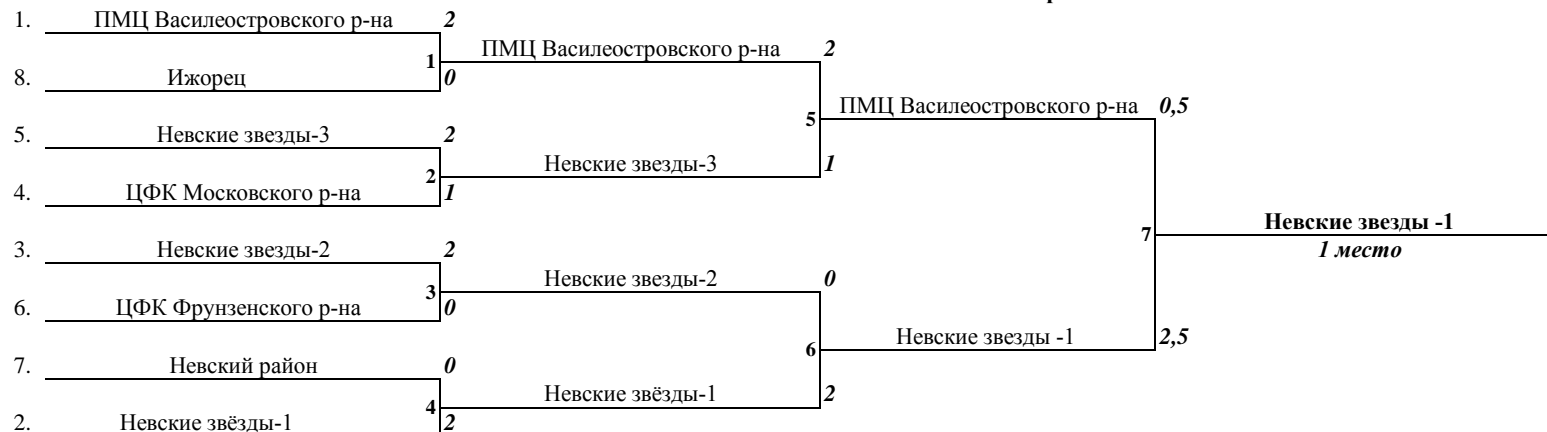 1. ПМЦ Василеостровского р-на 2
1 ПМЦ Василеостровского р-на 2
8. Ижорец 0
5 ПМЦ Василеостровского р-на 0,5
5. Невские звезды-3 2
2 Невские звезды-3 1
4. ЦФК Московского р-на 1
7 Невские звезды -1
1 место
3. Невские звезды-2 2
3 Невские звезды-2 0
6. ЦФК Фрунзенского р-на 0
6 Невские звезды -1 2,5
7. Невский район 0
4 Невские звёзды-1 2
2. Невские звёзды-1 2